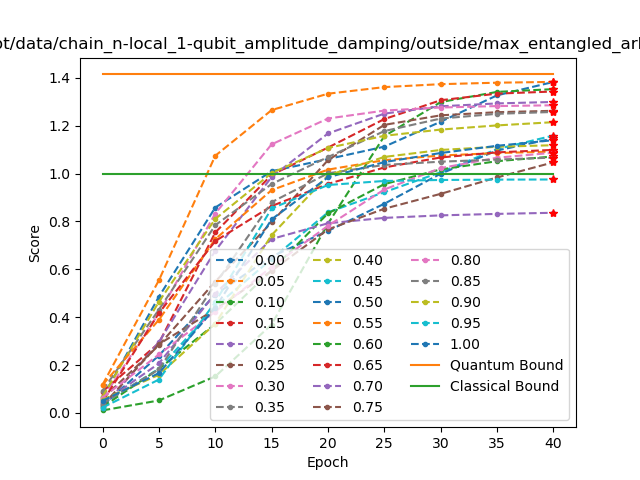 data/chain_n-local_1-qubit_amplitude_damping/outside/max_entangled_
1.4
1.2
1.0
0.8
0.6
0.4
0.2
0.0
Score
0 5 10 15 20 25 30 35 40
Epoch
0.00 0.40 0.80
0.05 0.45 0.85
0.10 0.50 0.90
0.15 0.55 0.95
0.20 0.60 1.00
0.25 0.65 Quantum Bound
0.30 0.70 Classical Bound
0.35 0.75